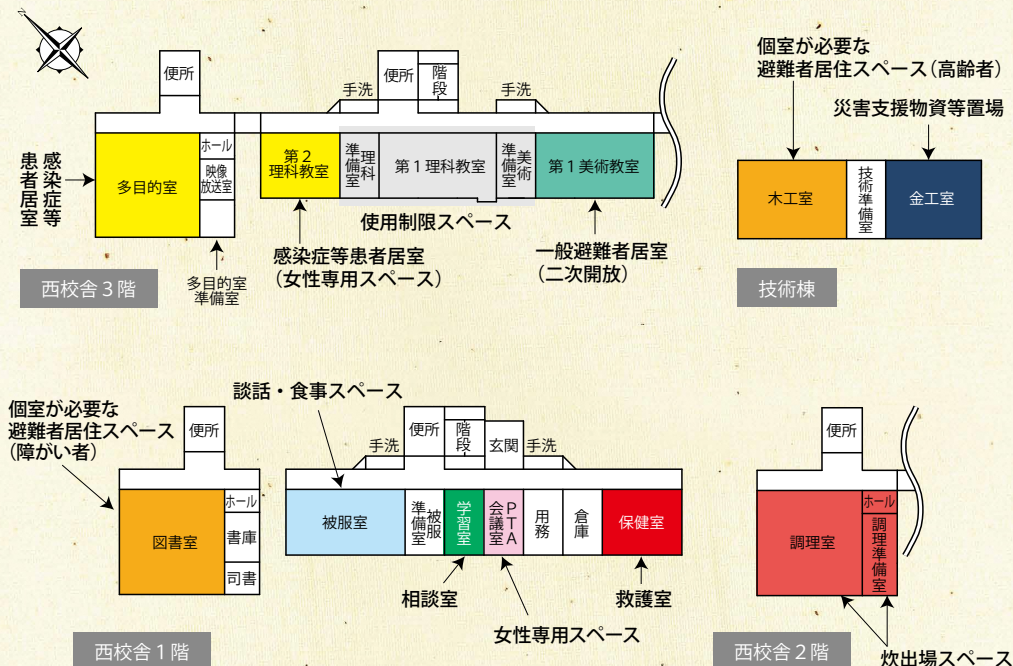 便所
階段
手洗
便所
手洗
感染症等
患者居室
多目的室
ホール
映像
放送室
第2
理科教室
理科
準備室
第1理科教室
美術
準備室
第1美術教室
使用制限スペース
感染症等患者居室
(女性専用スペース)
一般避難者居室
(二次開放)
多目的室
準備室
西校舎3階
個室が必要な
避難者居住スペース(高齢者)
災害支援物資等置場
木工室
技術準備室
金工室
技術棟
個室が必要な
避難者居住スペース
(障がい者)
談話・食事スペース
便所
手洗
便所
階段
玄関
手洗
図書室
ホール
書庫
司書
被服室
被服
準備室
学習室
PTA
会議室
用務
倉庫
保健室
相談室
女性専用スペース
救護室
西校舎1階
便所
調理室
ホール
調理準備室
炊出場スペース
西校舎2階